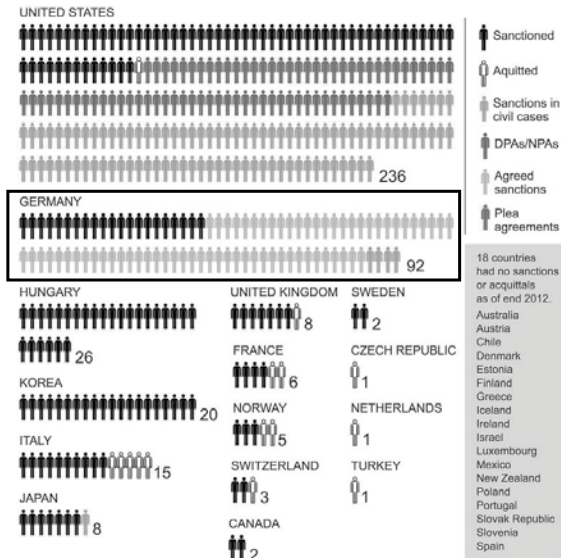 UNITED STATES
236
GERMANY
92
HUNGARY
26
KOREA
20
ITALY
15
JAPAN
8
UNITED KINGDOM
8
FRANCE
6
NORWAY
5
SWITZERLAND
3
CANADA
2
SWEDEN
2
CZECH REPUBLIC
1
NETHERLANDS
1
TURKEY
1
Sanctioned
Aquitted
Sanctions in
civil cases
DPAs/NPAs
Agreed
sanctions
Plea
agreements
18 countries
had no sanctions
or acquittals
as of end 2012.
Australia
Austria
Chile
Denmark
Estonia
Finland
Greece
Iceland
Ireland
Israel
Luxembourg
Mexico
New Zealand
Poland
Portugal
Slovak Republic
Slovenia
Spain